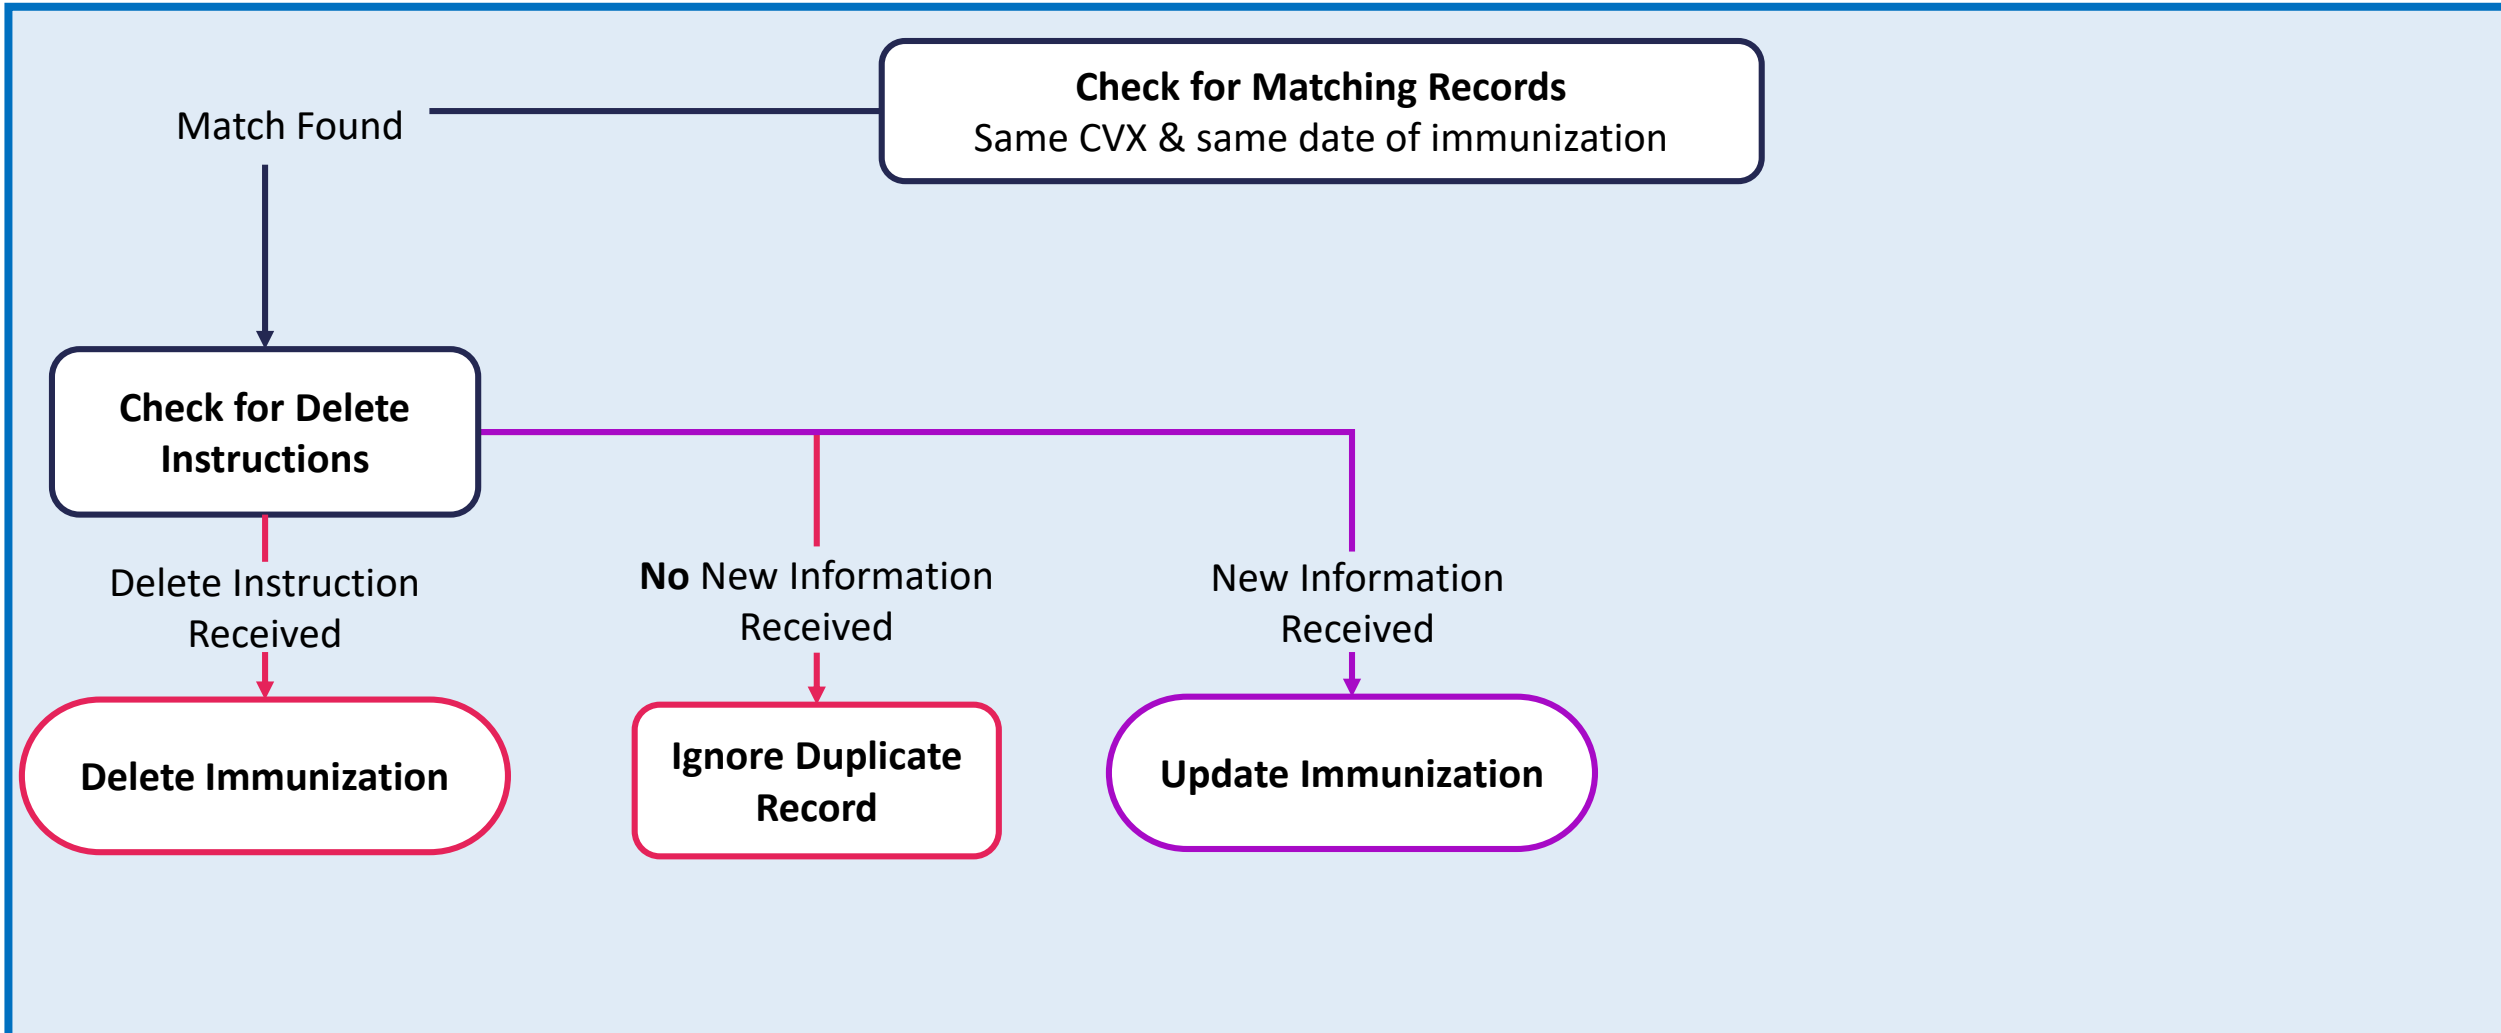 Check for Matching Records
Same CVX & same date of immunization
Match Found
Check for Delete
Instructions
Delete Instruction
Received
No New Information
Received
New Information
Received
Delete Immunization
Ignore Duplicate
Record
Update Immunization